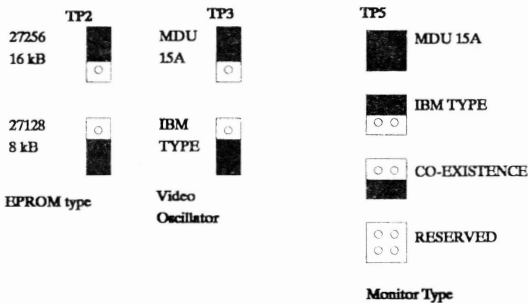 TP2
27256
16 kB
27128
8 kB
EPROM type
TP3
MDU
15A
IBM
TYPE
Video
Oscillator
TP5
MDU 15A
IBM TYPE
CO-EXISTENCE
RESERVED
Monitor Type